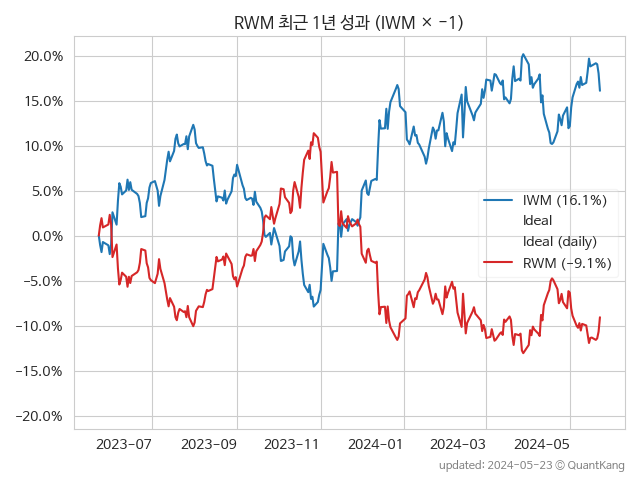 RWM 최근 1년 성과 (IWM × −1)
20.0%
15.0%
10.0%
5.0%
0.0%
−5.0%
−10.0%
−15.0%
−20.0%
IWM (16.1%)
Ideal
Ideal (daily)
RWM (−9.1%)
2023−07 2023−09 2023−11 2024−01 2024−03 2024−05
updated: 2024−05−23 © QuantKang